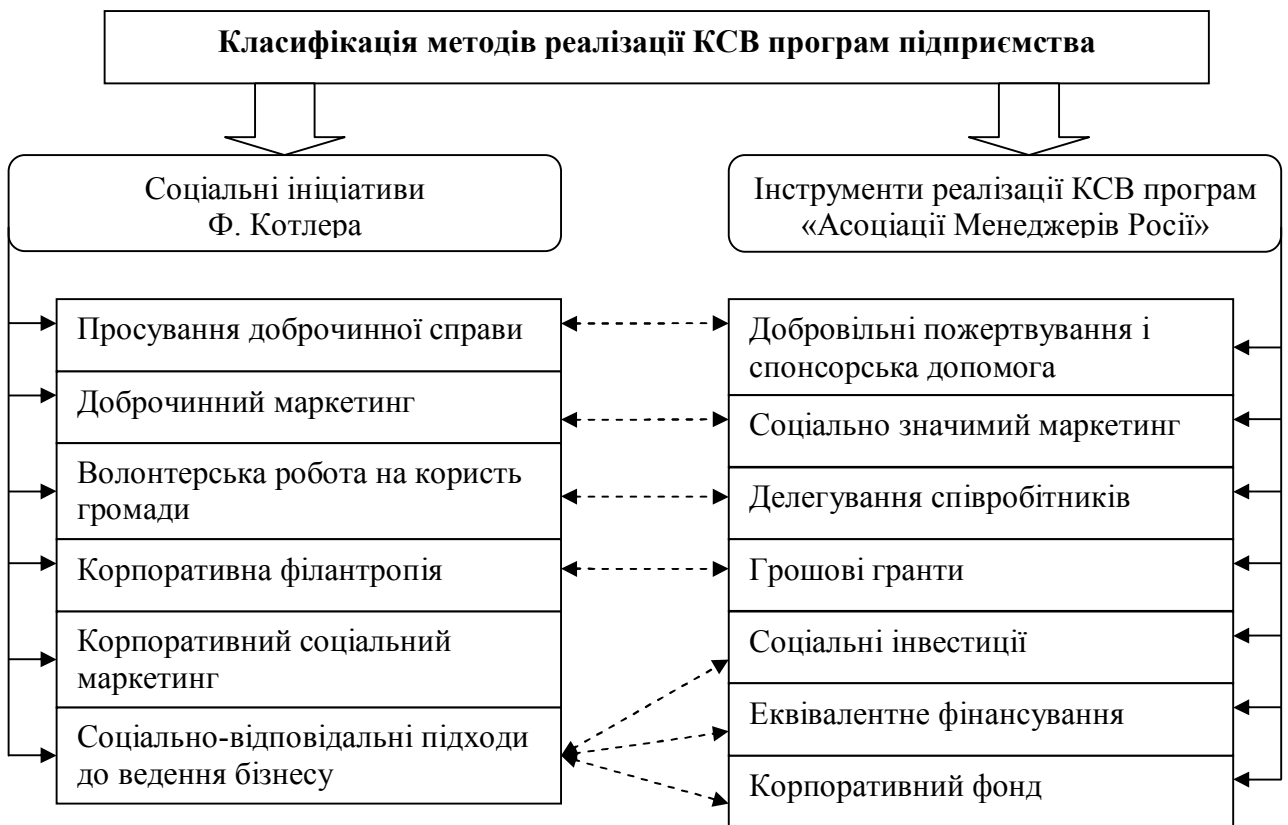 Класифікація методів реалізації КСВ програм підприємства
Соціальні ініціативи
Ф. Котлера
Просування доброчинної справи
Доброчинний маркетинг
Волонтерська робота на користь
громади
Корпоративна філантропія
Корпоративний соціальний
маркетинг
Соціально-відповідальні підходи
до ведення бізнесу
Інструменти реалізації КСВ програм
«Асоціації Менеджерів Росії»
Добровільні пожертвування і
спонсорська допомога
Соціально значимий маркетинг
Делегування співробітників
Грошові гранти
Соціальні інвестиції
Еквівалентне фінансування
Корпоративний фонд